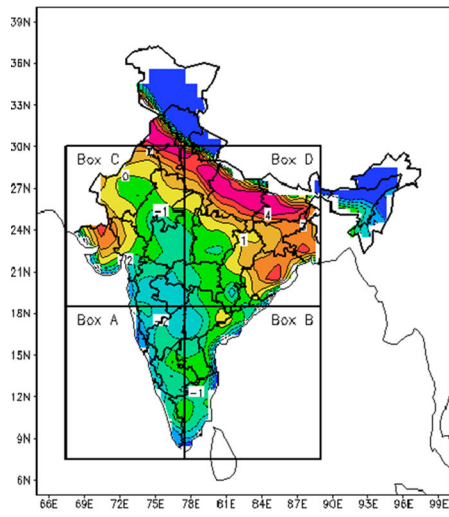 39N
36N
33N
30N
Box C
Box D
0
27N
-1
4
24N
1
21N
18N
Box A
Box B
-2
15N
12N
-1
9N
6N
66E 69E 72E 75E 78E 81E 84E 87E 90E 93E 96E 99E